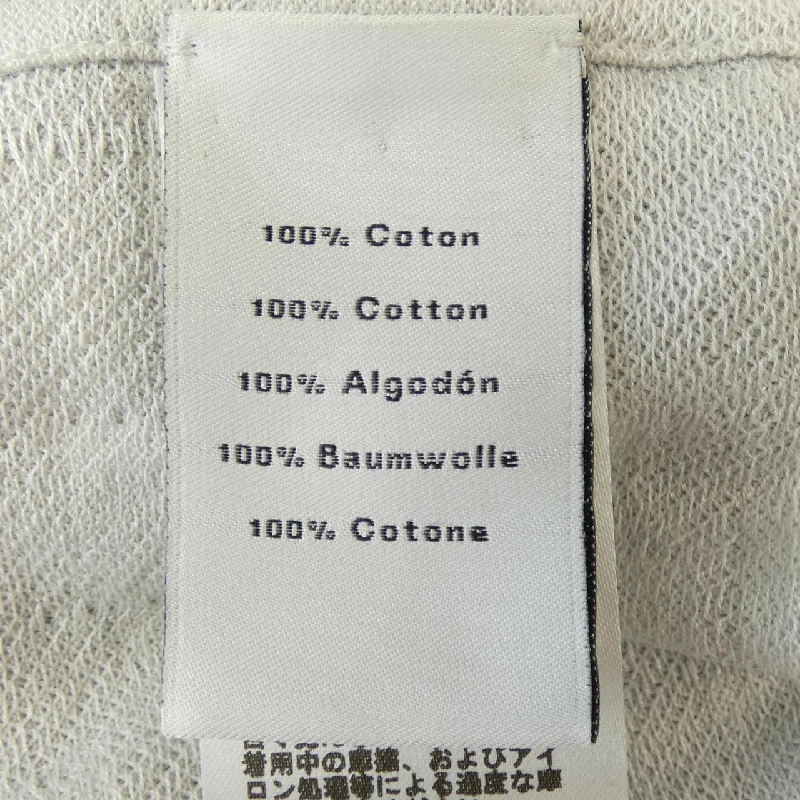 100% Coton
100% Cotton
100% Algodón
100% Baumwolle
100% Cotone
着用中の摩擦、およびアイ
ロン処理等による過度な摩